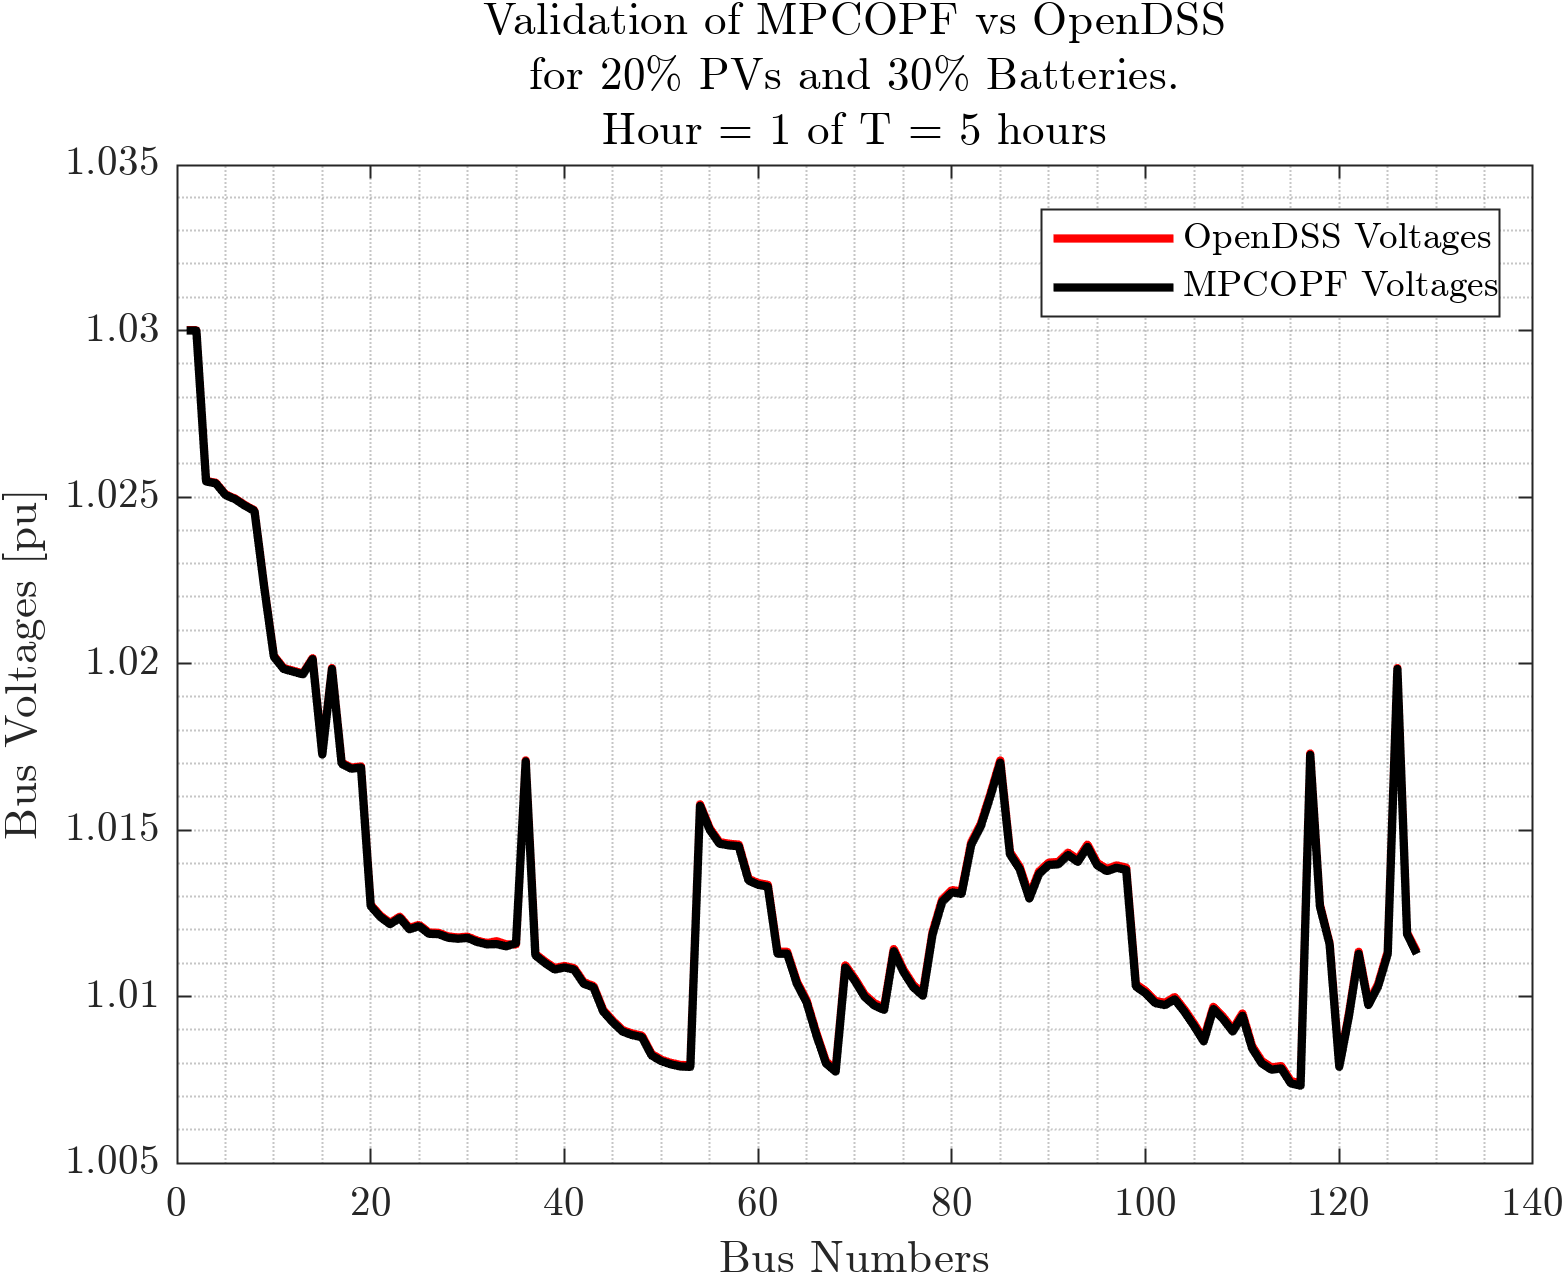 Validation of MPCOPF vs OpenDSS
for 20% PVs and 30% Batteries.
Hour = 1 of T = 5 hours
OpenDSS Voltages
MPCOPF Voltages
Bus Voltages [pu]
1.035
1.03
1.025
1.02
1.015
1.01
1.005
0 20 40 60 80 100 120 140
Bus Numbers